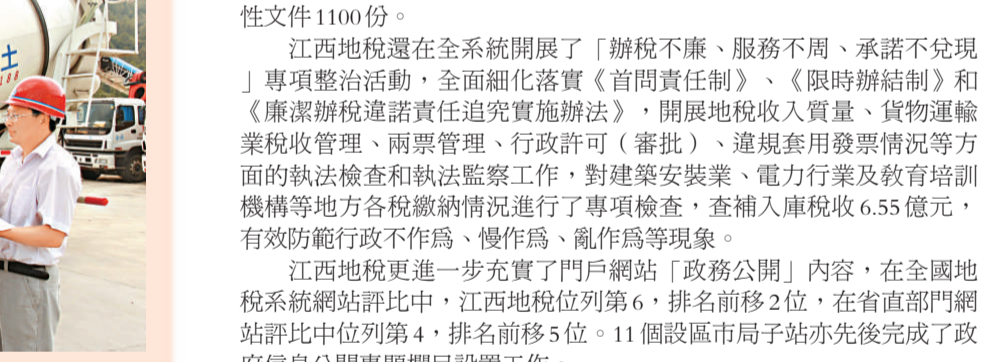 性文件1100份。
江西地稅還在全系統開展了「辦稅不廉、服務不周、承諾不兌現
」專項整治活動，全面細化落實《首問責任制》、《限時辦結制》和
《廉潔辦稅違諾責任追究實施辦法》，開展地稅收入質量、貨物運輸
業稅收管理、兩票管理、行政許可（審批）、違規套用發票情況等方
面的執法檢查和執法監察工作，對建築安裝業、電力行業及教育培訓
機構等地方各稅繳納情況進行了專項檢查，查補入庫稅收6.55億元，
有效防範行政不作為、慢作為、亂作為等現象。
江西地稅更進一步充實了門戶網站「政務公開」內容，在全國地
稅系統網站評比中，江西地稅位列第6，排名前移2位，在省直部門網
站評比中位列第4，排名前移5位。11個設區市局子站亦先後完成了政
土